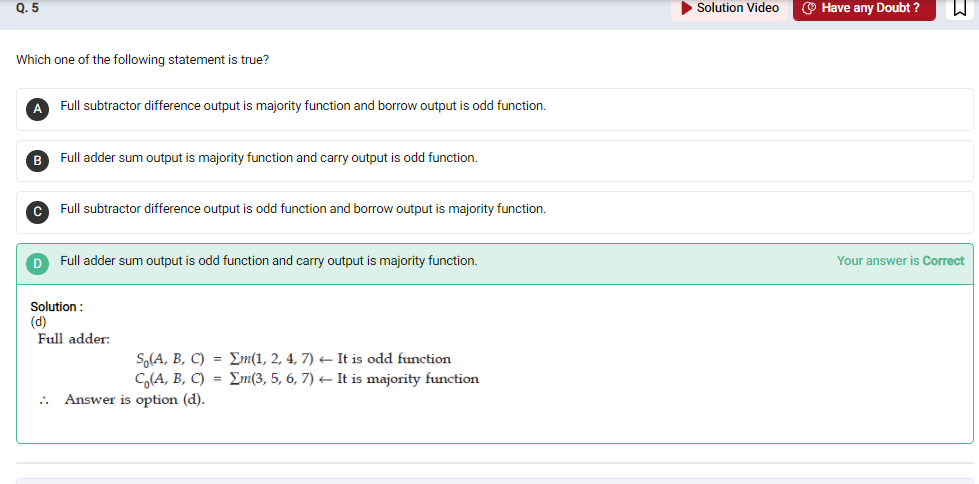 Q. 5
Solution Video
Have any Doubt ?
Which one of the following statement is true?
A Full subtractor difference output is majority function and borrow output is odd function.
B Full adder sum output is majority function and carry output is odd function.
C Full subtractor difference output is odd function and borrow output is majority function.
D Full adder sum output is odd function and carry output is majority function. Your answer is Correct
Solution :
(d)
Full adder:
S₀(A, B, C) = Σm(1, 2, 4, 7) ← It is odd function
C₀(A, B, C) = Σm(3, 5, 6, 7) ← It is majority function
∴ Answer is option (d).